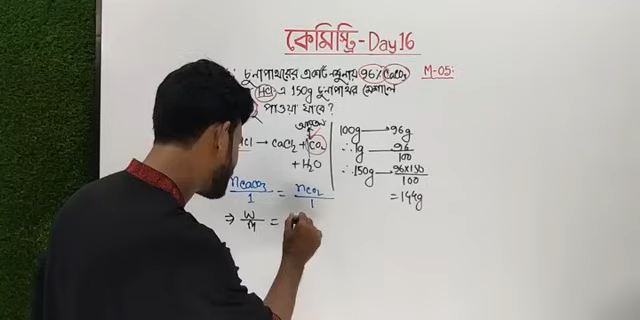 কেমিস্ট্রি - Day 16
চুনাপাথরের একটি নমুনায় 96% CaCO₃ M-05:
HCl এ 150g চুনাপাথর মেশালে
পাওয়া যাবে?
HCl → CaCl₂ + CO₂
+ H₂O
100g → 96g
∴ 1g → 96/100
∴ 150g → 96×150/100
= 144g
nCaCO₃/1 = nCO₂/1
⇒ W/M =